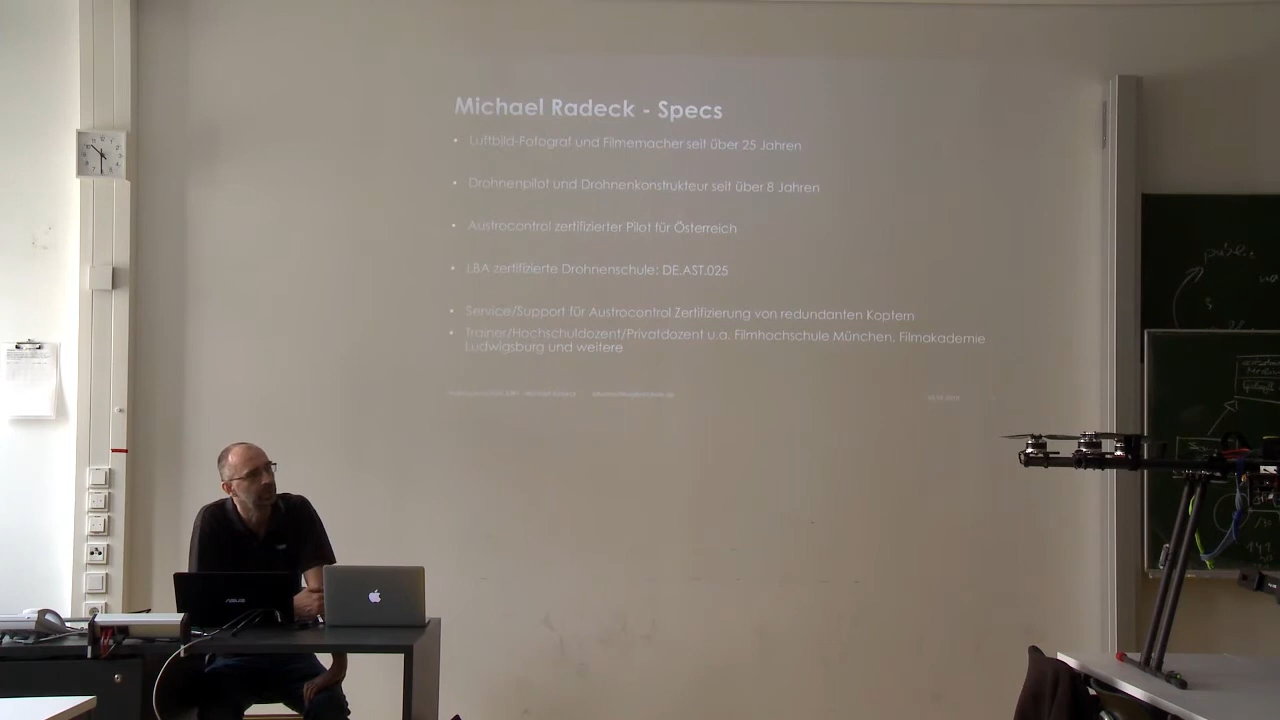 Michael Radeck - Specs
• Luftbild-Fotograf und Filmemacher seit über 25 Jahren
• Drohnenpilot und Drohnenkonstrukteur seit über 8 Jahren
• Austrocontrol zertifizierter Pilot für Österreich
• LBA zertifizierte Drohnenschule: DE.AST.025
• Service/Support für Austrocontrol Zertifizierung von redundanten Koptern
• Trainer/Hochschuldozent/Privatdozent u.a. Filmhochschule München, Filmakademie
Ludwigsburg und weitere
ASUS